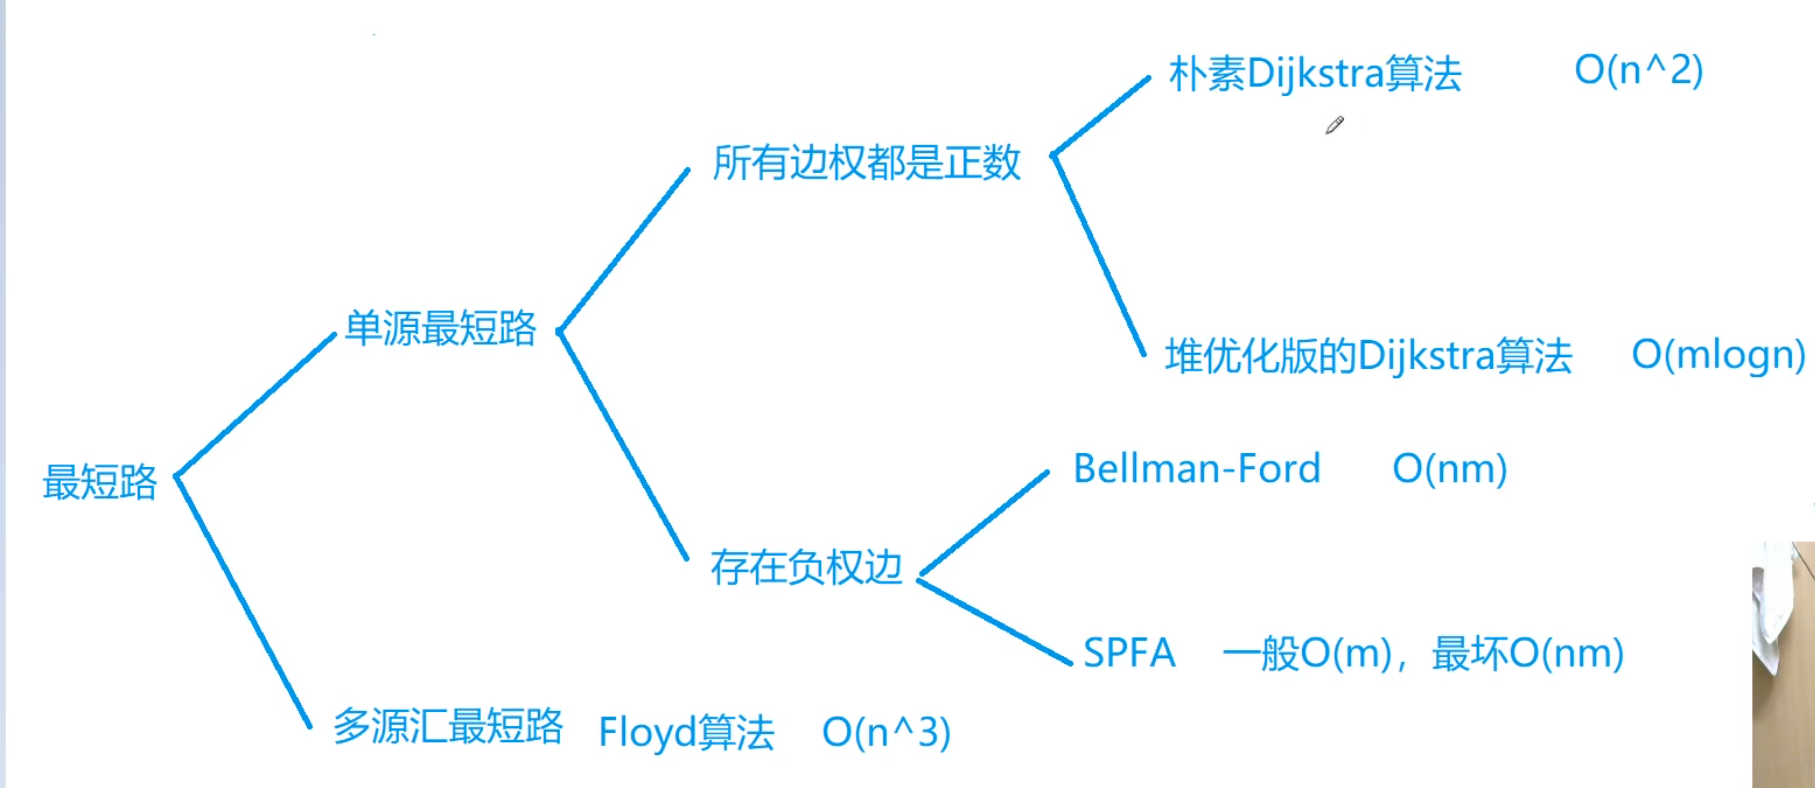 朴素Dijkstra算法 O(n^2)
所有边权都是正数
单源最短路
堆优化版的Dijkstra算法 O(mlogn)
最短路
Bellman-Ford O(nm)
存在负权边
SPFA 一般O(m)，最坏O(nm)
多源汇最短路 Floyd算法 O(n^3)